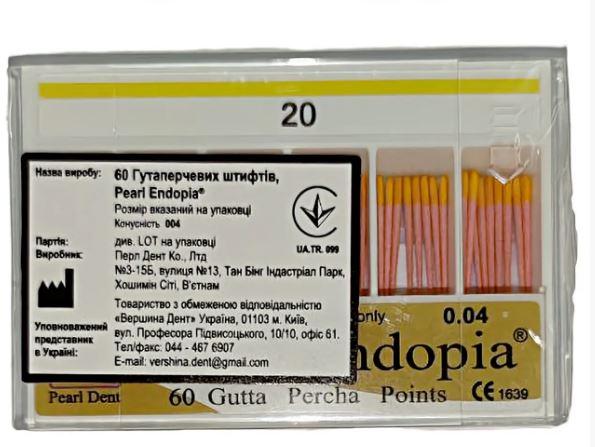 20
Назва виробу: 60 Гутаперчевих штифтів,
Pearl Endopia®
Розмір вказаний на упаковці
Конусність 004
UA.TR. 099
Партія: див. LOT на упаковці
Виробник: Перл Дент Ко., Лтд
№3-15Б, вулиця №13, Тан Бінг Індастріал Парк,
Хошимін Сіті, В'єтнам
Товариство з обмеженою відповідальністю
Уповноважений представник в Україні: «Вершина Дент» Україна, 01103 м. Київ,
вул. Професора Підвисоцького, 10/10, офіс 61.
Тел/факс: 044 - 467 6907
E-mail: vershina.dent@gmail.com
only 0.04
Endopia®
Pearl Dent 60 Gutta Percha Points CE 1639